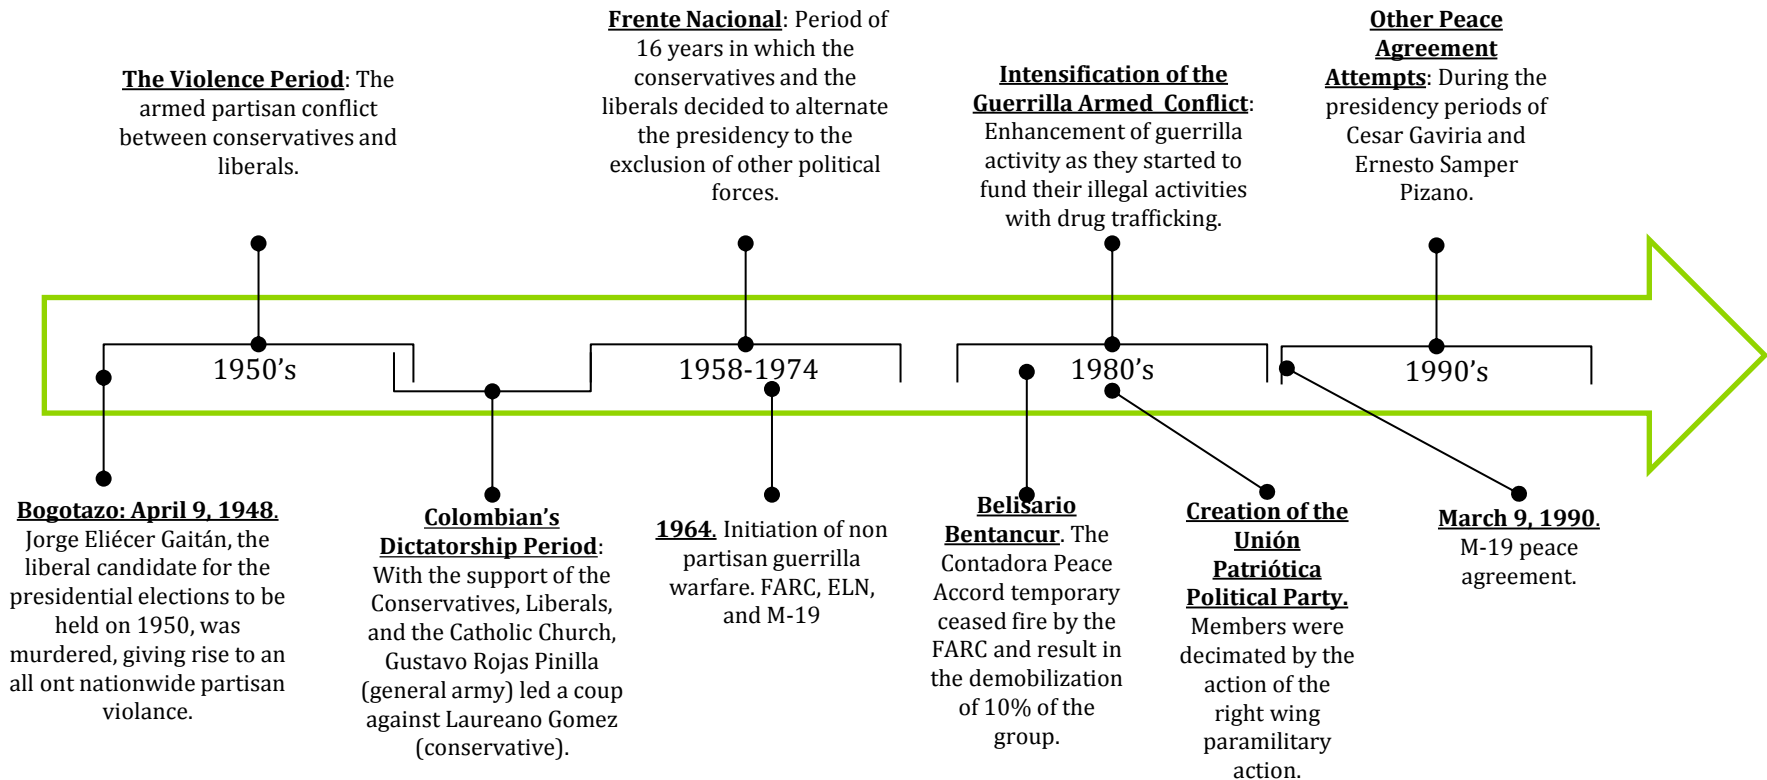 The Violence Period: The
armed partisan conflict
between conservatives and
liberals.
Frente Nacional: Period of
16 years in which the
conservatives and the
liberals decided to alternate
the presidency to the
exclusion of other political
forces.
Intensification of the
Guerrilla Armed Conflict:
Enhancement of guerrilla
activity as they started to
fund their illegal activities
with drug trafficking.
Other Peace
Agreement
Attempts: During the
presidency periods of
Cesar Gaviria and
Ernesto Samper
Pizano.
1950's
1958-1974
1980's
1990's
Bogotazo: April 9, 1948.
Jorge Eliécer Gaitán, the
liberal candidate for the
presidential elections to be
held on 1950, was
murdered, giving rise to an
all ont nationwide partisan
violance.
Colombian's
Dictatorship Period:
With the support of the
Conservatives, Liberals,
and the Catholic Church,
Gustavo Rojas Pinilla
(general army) led a coup
against Laureano Gomez
(conservative).
1964. Initiation of non
partisan guerrilla
warfare. FARC, ELN,
and M-19
Belisario
Bentancur. The
Contadora Peace
Accord temporary
ceased fire by the
FARC and result in
the demobilization
of 10% of the
group.
Creation of the
Unión
Patriótica
Political Party.
Members were
decimated by the
action of the
right wing
paramilitary
action.
March 9, 1990.
M-19 peace
agreement.